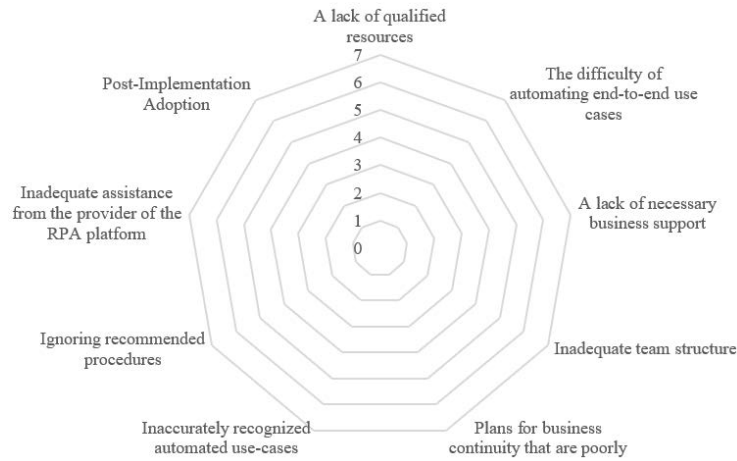 A lack of qualified
resources
7
6
5
4
3
2
1
0
The difficulty of
automating end-to-end use
cases
A lack of necessary
business support
Inadequate team structure
Plans for business
continuity that are poorly
Inaccurately recognized
automated use-cases
Ignoring recommended
procedures
Inadequate assistance
from the provider of the
RPA platform
Post-Implementation
Adoption